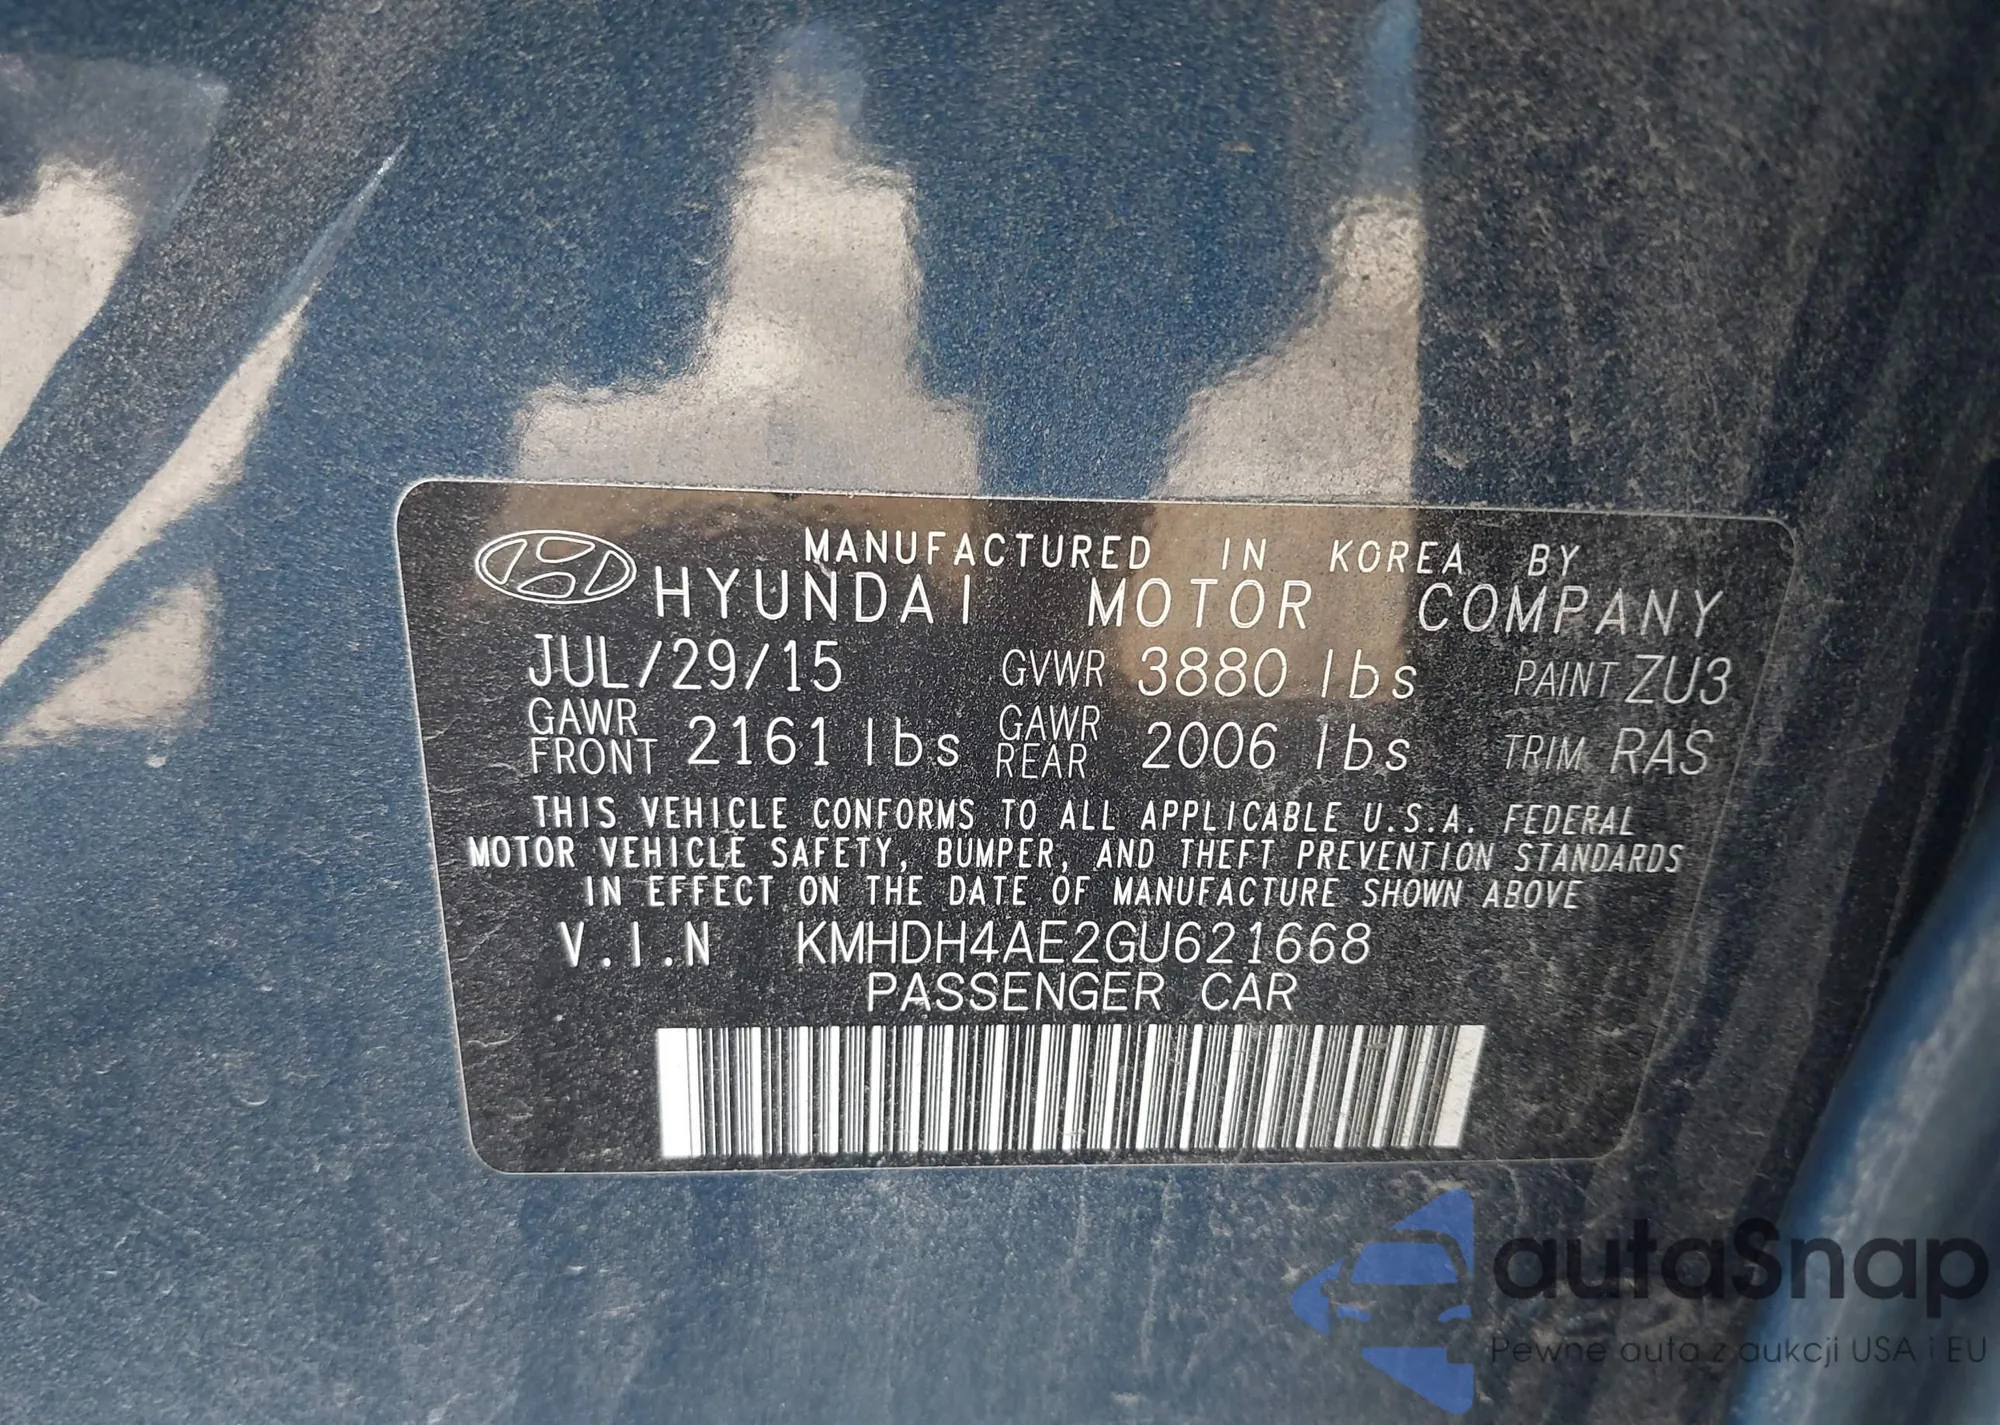 MANUFACTURED IN KOREA BY
HYUNDAI MOTOR COMPANY
JUL/29/15 GVWR 3880 lbs PAINT ZU3
GAWR FRONT 2161 lbs GAWR REAR 2006 lbs TRIM RAS
THIS VEHICLE CONFORMS TO ALL APPLICABLE U.S.A. FEDERAL
MOTOR VEHICLE SAFETY, BUMPER, AND THEFT PREVENTION STANDARDS
IN EFFECT ON THE DATE OF MANUFACTURE SHOWN ABOVE
V.I.N KMHDH4AE2GU621668
PASSENGER CAR
autaSnap
Pewne auta z aukcji USA i EU